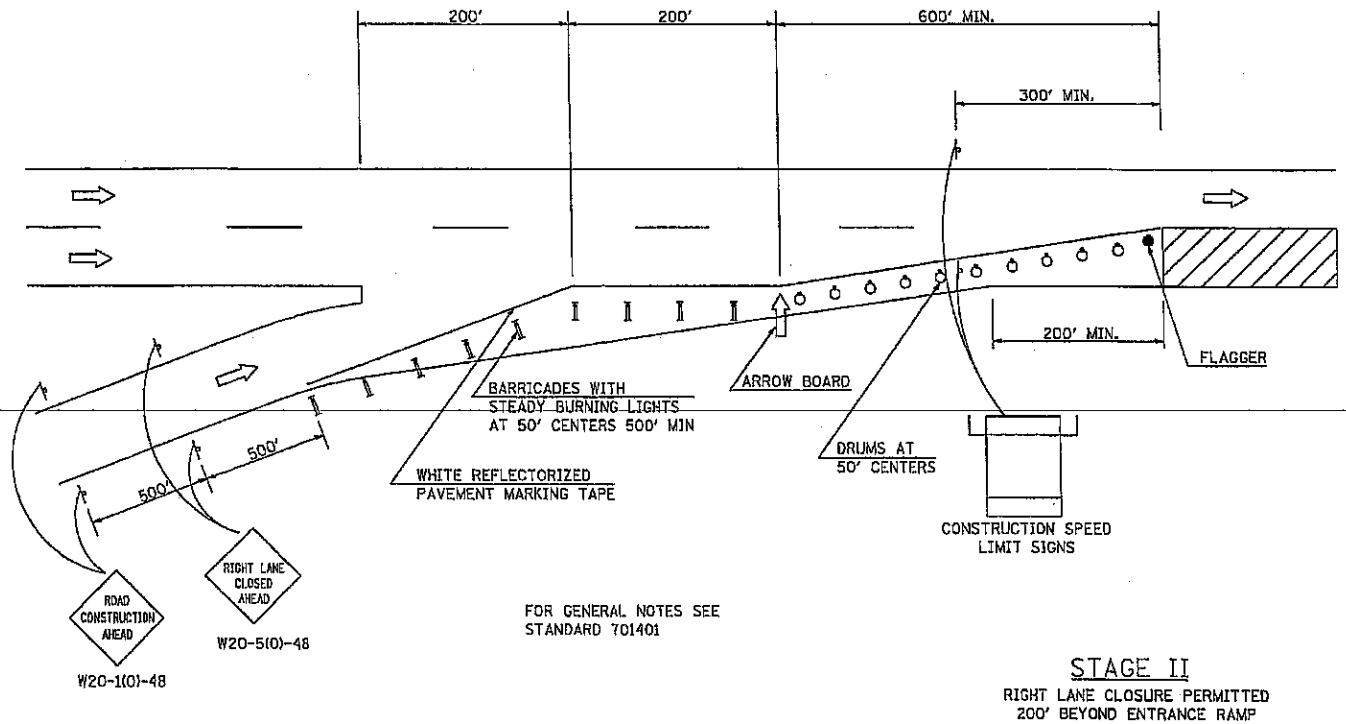 200'
200'
600' MIN.
300' MIN.
200' MIN.
FLAGGER
ARROW BOARD
BARRICADES WITH
STEADY BURNING LIGHTS
AT 50' CENTERS 500' MIN
DRUMS AT
50' CENTERS
WHITE REFLECTORIZED
PAVEMENT MARKING TAPE
500'
500'
CONSTRUCTION SPEED
LIMIT SIGNS
RIGHT LANE
CLOSED
AHEAD
W20-5(O)-48
ROAD
CONSTRUCTION
AHEAD
W20-1(O)-48
FOR GENERAL NOTES SEE
STANDARD 701401
STAGE II
RIGHT LANE CLOSURE PERMITTED
200' BEYOND ENTRANCE RAMP